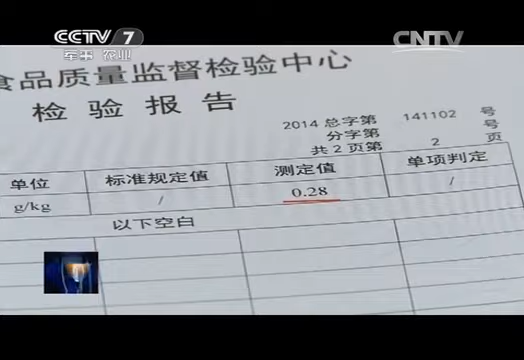 CCTV 7
军事 农业
CNTV
食品质量监督检验中心
检验报告
2014 总字第 141102 号
分字第 号
共 2 页第 2 页
单位 标准规定值 测定值 单项判定
g/kg / 0.28 /
以下空白